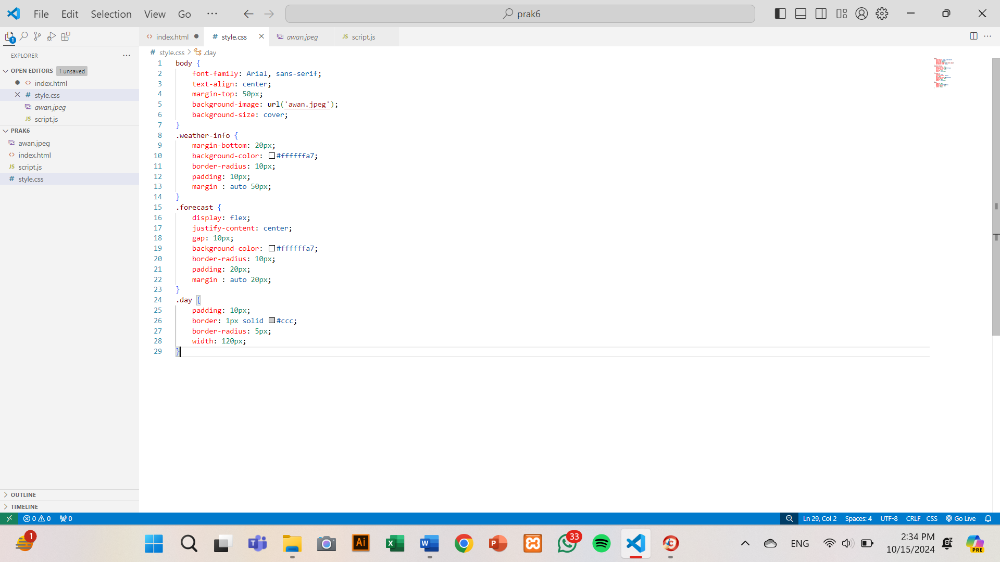 File Edit Selection View Go ··· prak6
index.html style.css awan.jpeg JS script.js
EXPLORER
# style.css > .day
OPEN EDITORS 1 unsaved
index.html
# style.css
awan.jpeg
JS script.js
PRAK6
awan.jpeg
index.html
JS script.js
# style.css
OUTLINE
TIMELINE
1 body {
2 font-family: Arial, sans-serif;
3 text-align: center;
4 margin-top: 50px;
5 background-image: url('awan.jpeg');
6 background-size: cover;
7 }
8 .weather-info {
9 margin-bottom: 20px;
10 background-color: #ffffffa7;
11 border-radius: 10px;
12 padding: 10px;
13 margin : auto 50px;
14 }
15 .forecast {
16 display: flex;
17 justify-content: center;
18 gap: 10px;
19 background-color: #ffffffa7;
20 border-radius: 10px;
21 padding: 20px;
22 margin : auto 20px;
23 }
24 .day {
25 padding: 10px;
26 border: 1px solid #ccc;
27 border-radius: 5px;
28 width: 120px;
29 }
0 0 0 Ln 29, Col 2 Spaces: 4 UTF-8 CRLF CSS Go Live
1 33 ENG 2:34 PM
10/15/2024
PRE